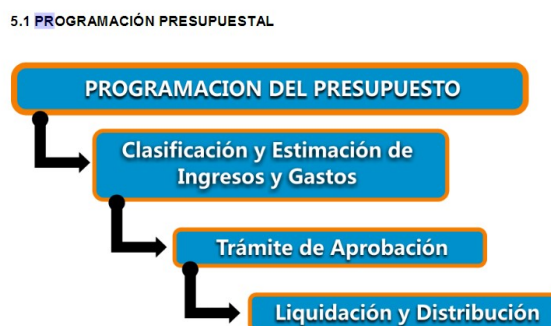 5.1 PROGRAMACIÓN PRESUPUESTAL
PROGRAMACION DEL PRESUPUESTO
Clasificación y Estimación de
Ingresos y Gastos
Trámite de Aprobación
Liquidación y Distribución